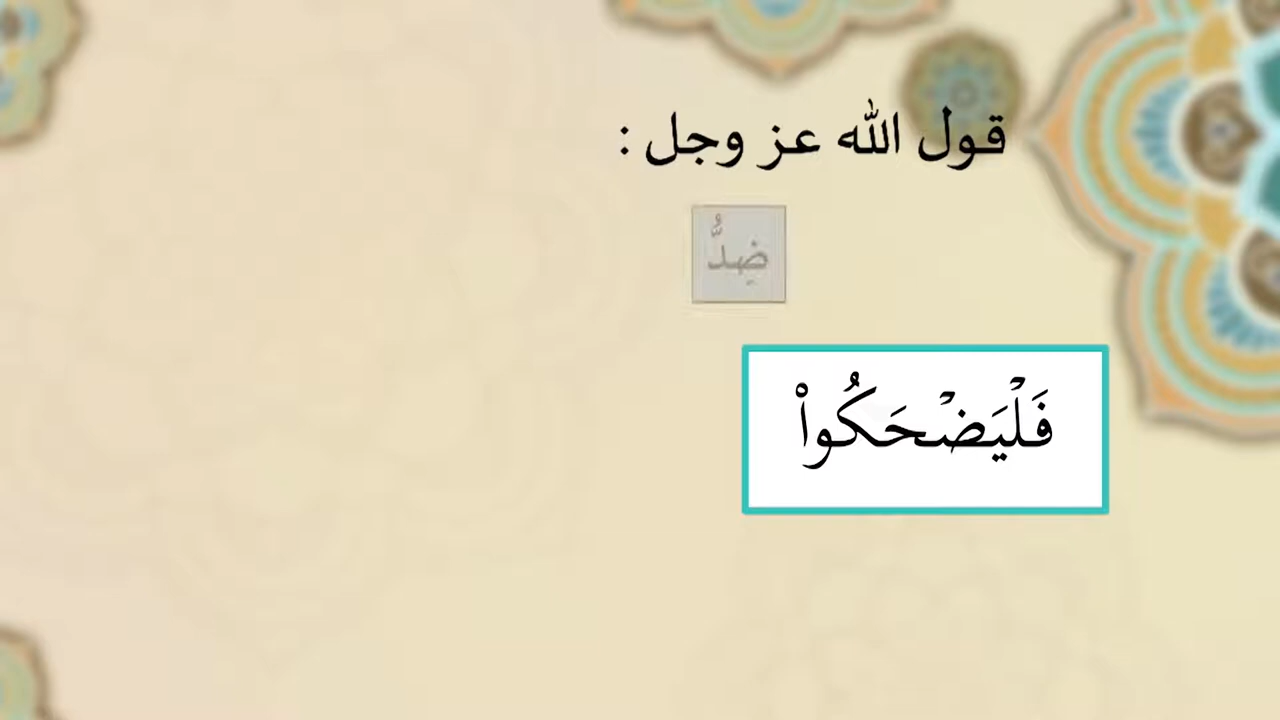 قول الله عز وجل :
ضِدُّ
فَلْيَضْحَكُوا۟